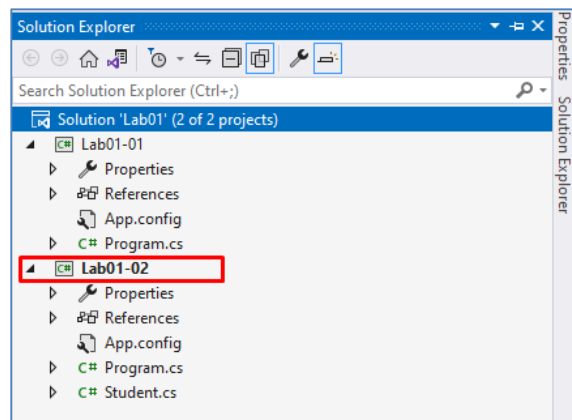 Solution Explorer
Search Solution Explorer (Ctrl+;)
Solution 'Lab01' (2 of 2 projects)
C# Lab01-01
Properties
References
App.config
C# Program.cs
C# Lab01-02
Properties
References
App.config
C# Program.cs
C# Student.cs
Properties
Solution Explorer